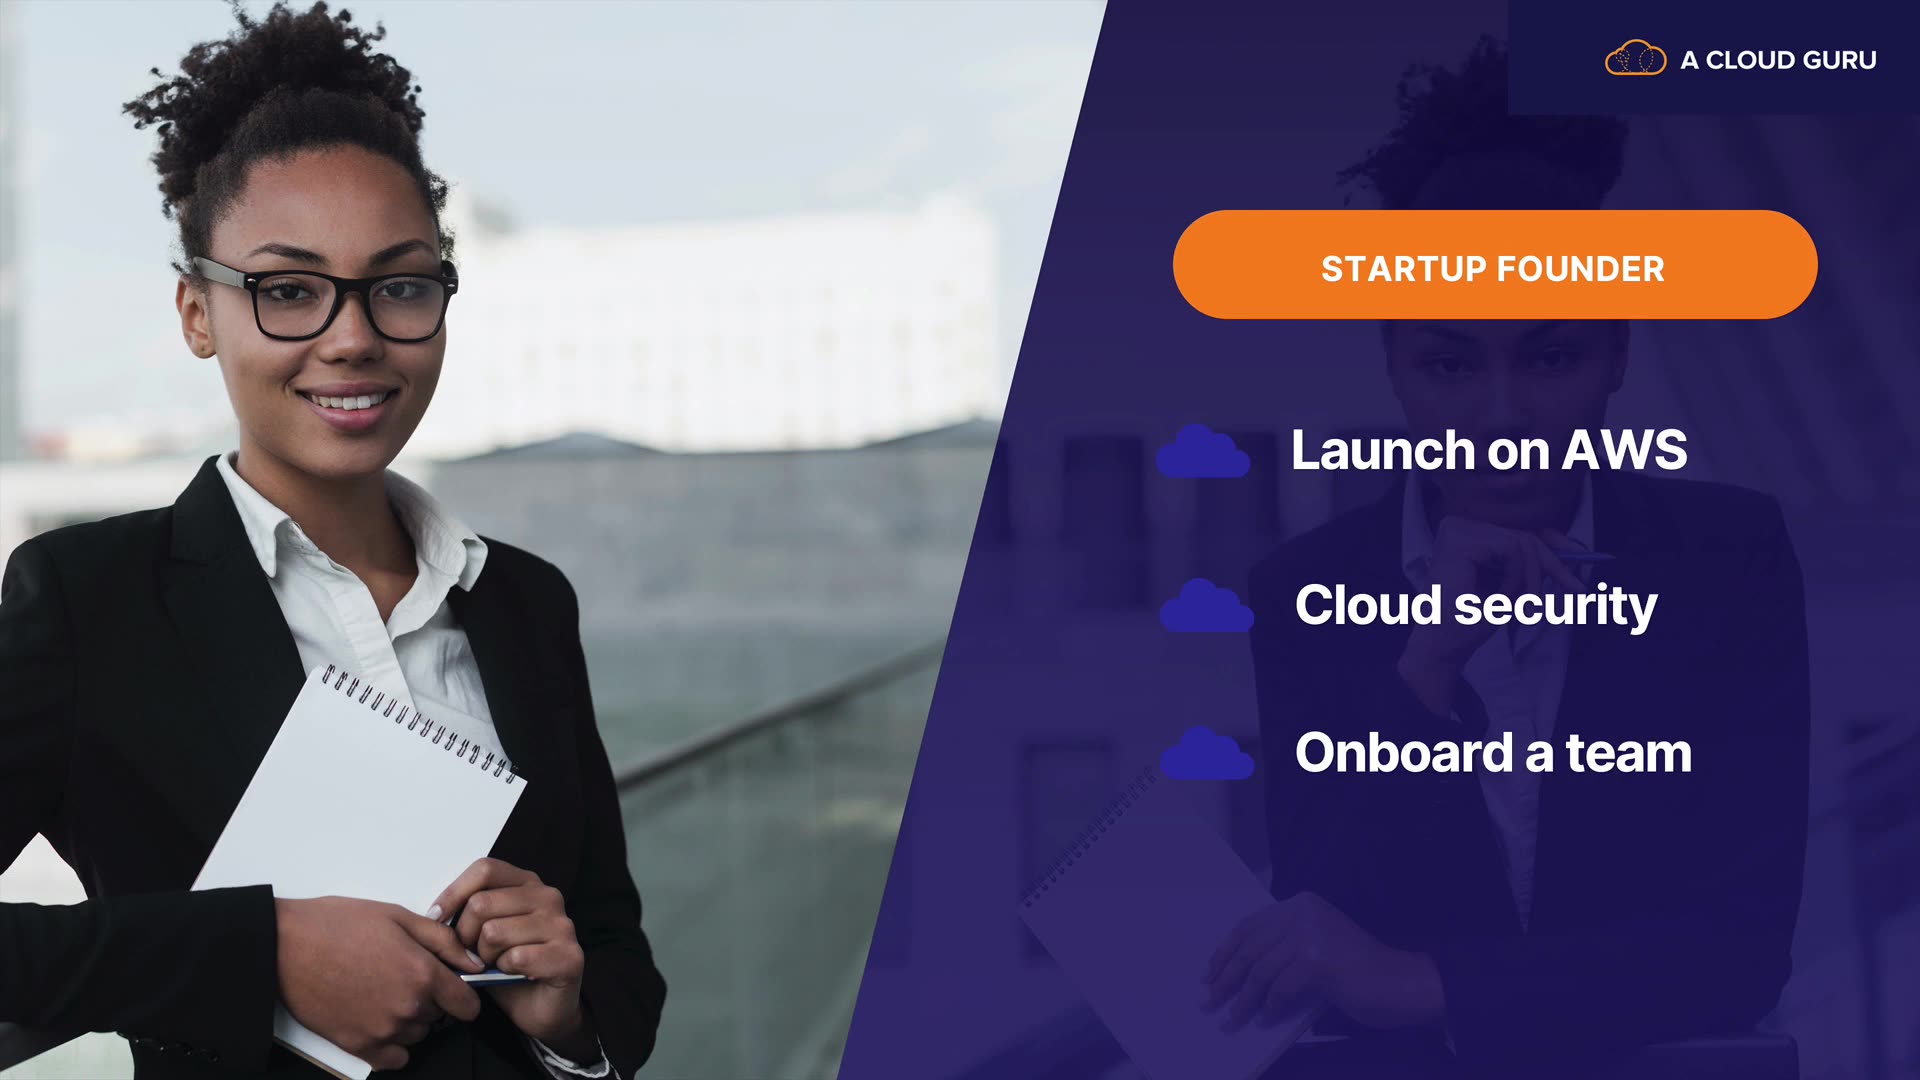 A CLOUD GURU
STARTUP FOUNDER
Launch on AWS
Cloud security
Onboard a team